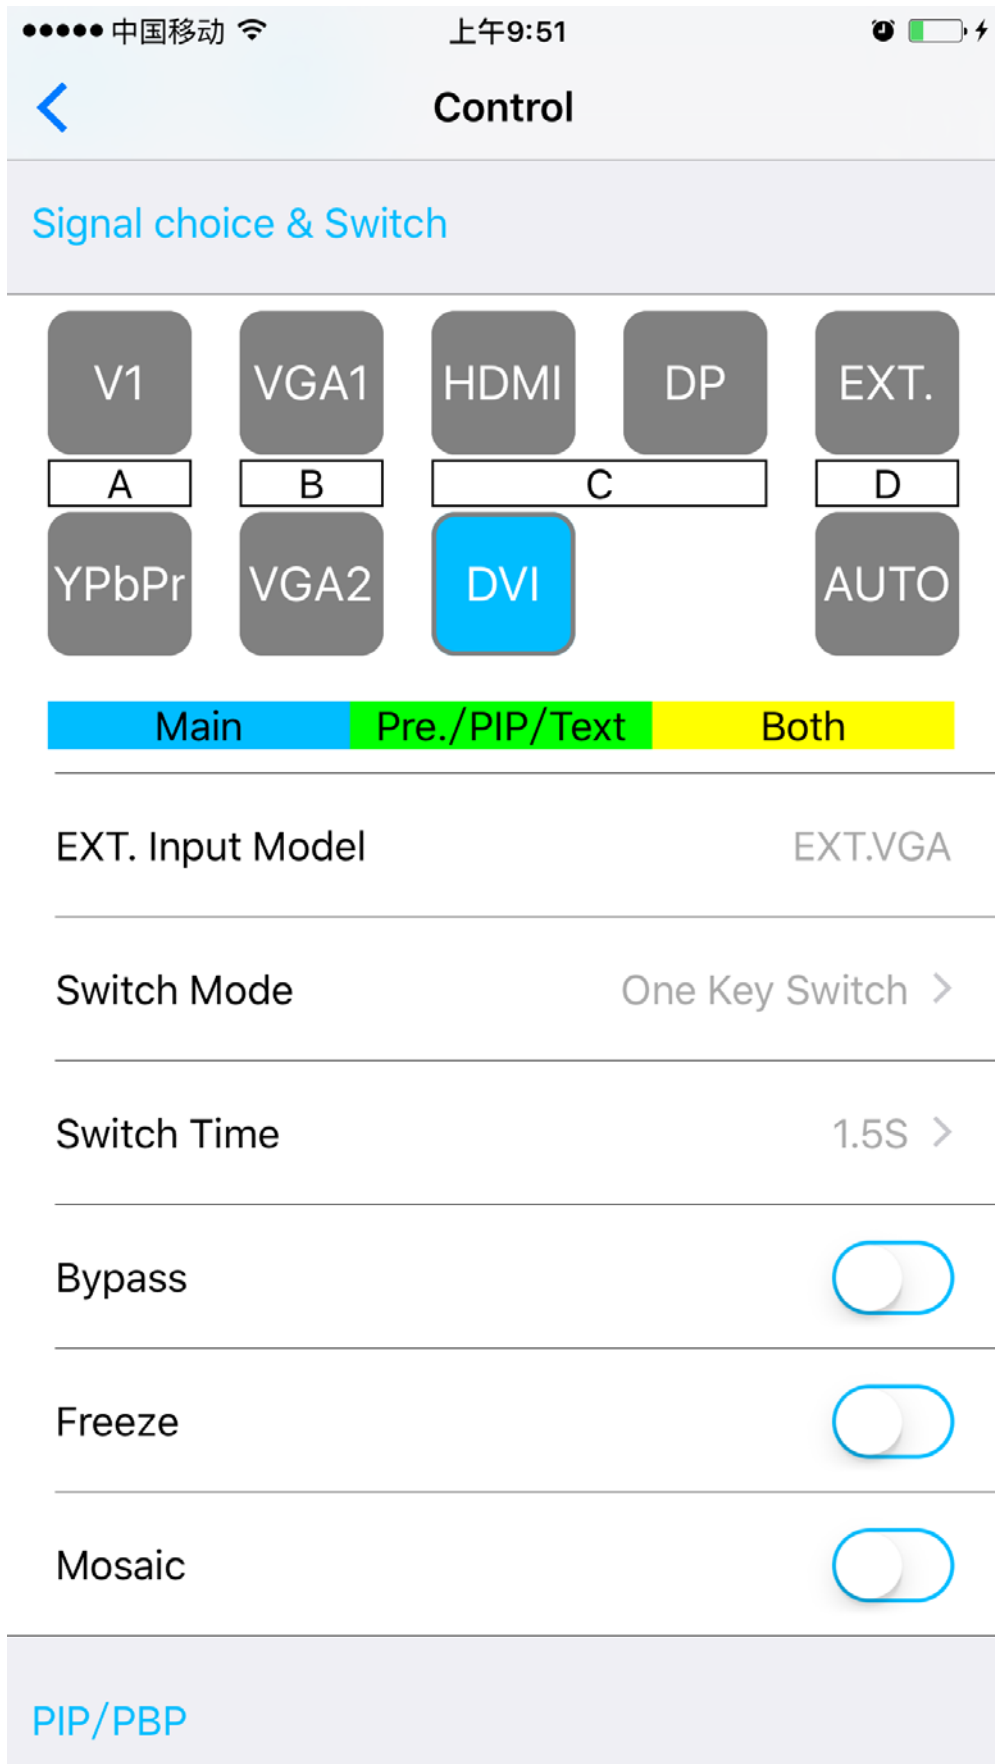 中国移动 上午9:51
Control
Signal choice & Switch
V1 VGA1 HDMI DP EXT.
A B C D
YPbPr VGA2 DVI AUTO
Main Pre./PIP/Text Both
EXT. Input Model EXT.VGA
Switch Mode One Key Switch
Switch Time 1.5S
Bypass
Freeze
Mosaic
PIP/PBP